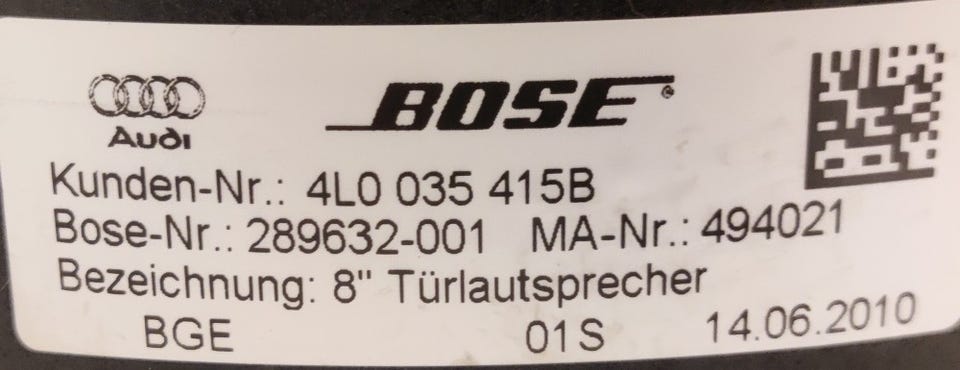 Audi
BOSE®
Kunden-Nr.: 4L0 035 415B
Bose-Nr.: 289632-001 MA-Nr.: 494021
Bezeichnung: 8" Türlautsprecher
BGE 01S 14.06.2010